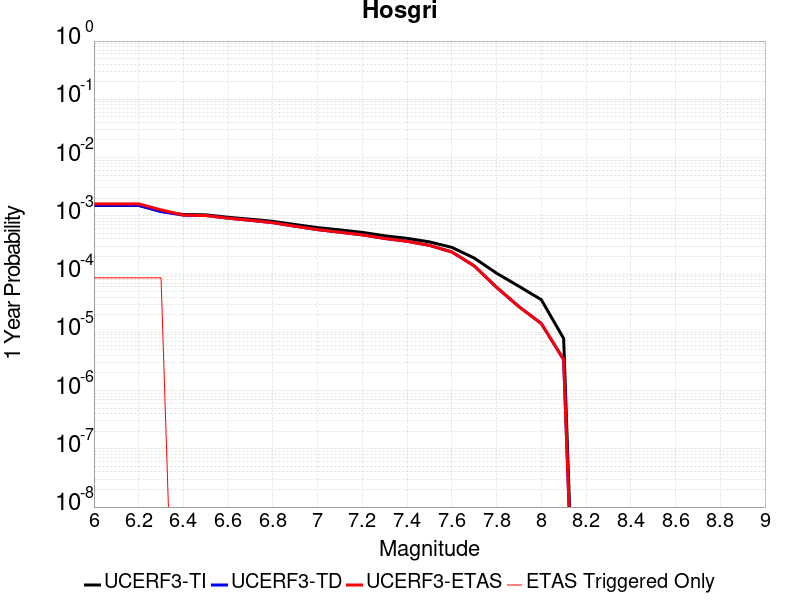 Hosgri
10^0
10^-1
10^-2
10^-3
10^-4
10^-5
10^-6
10^-7
10^-8
1 Year Probability
6 6.2 6.4 6.6 6.8 7 7.2 7.4 7.6 7.8 8 8.2 8.4 8.6 8.8 9
Magnitude
UCERF3-TI UCERF3-TD UCERF3-ETAS ETAS Triggered Only